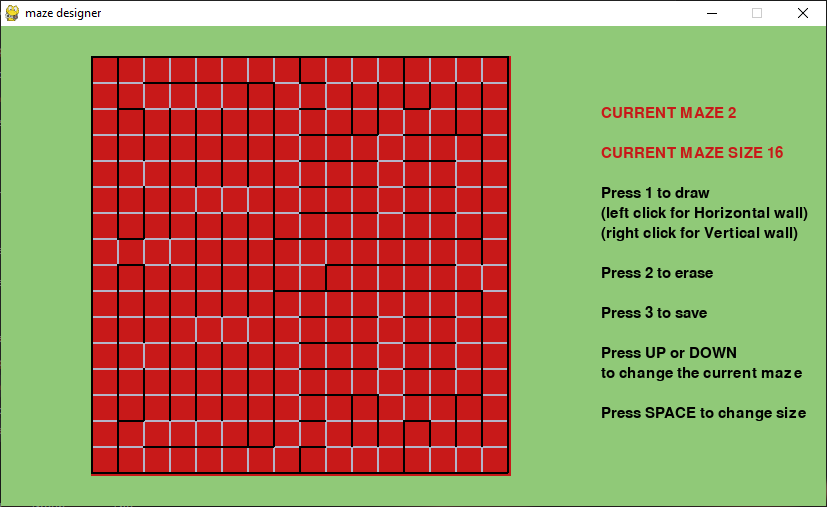 maze designer
CURRENT MAZE 2
CURRENT MAZE SIZE 16
Press 1 to draw
(left click for Horizontal wall)
(right click for Vertical wall)
Press 2 to erase
Press 3 to save
Press UP or DOWN
to change the current maze
Press SPACE to change size